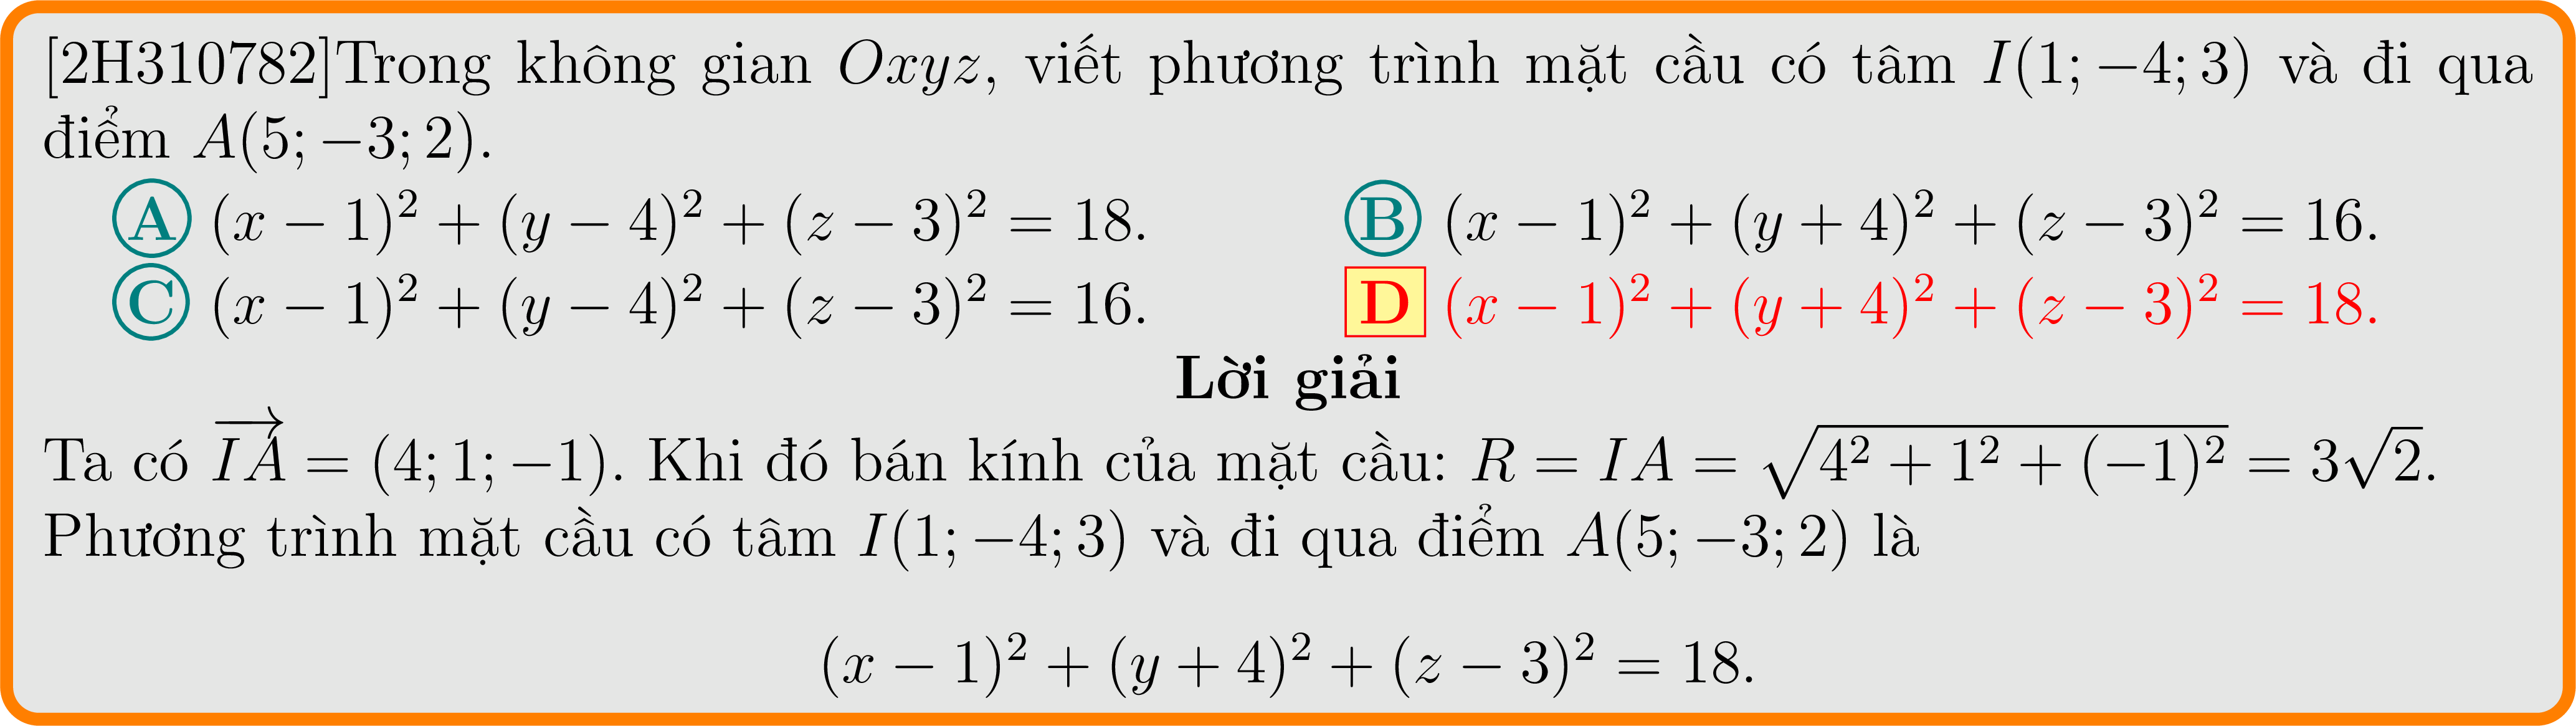 [2H310782]Trong không gian Oxyz, viết phương trình mặt cầu có tâm I(1; −4; 3) và đi qua
điểm A(5; −3; 2).
A (x − 1)² + (y − 4)² + (z − 3)² = 18. B (x − 1)² + (y + 4)² + (z − 3)² = 16.
C (x − 1)² + (y − 4)² + (z − 3)² = 16. D (x − 1)² + (y + 4)² + (z − 3)² = 18.
Lời giải
Ta có $\overrightarrow{IA}$ = (4; 1; −1). Khi đó bán kính của mặt cầu: R = IA = $\sqrt{4^2 + 1^2 + (-1)^2}$ = 3√2.
Phương trình mặt cầu có tâm I(1; −4; 3) và đi qua điểm A(5; −3; 2) là
(x − 1)² + (y + 4)² + (z − 3)² = 18.